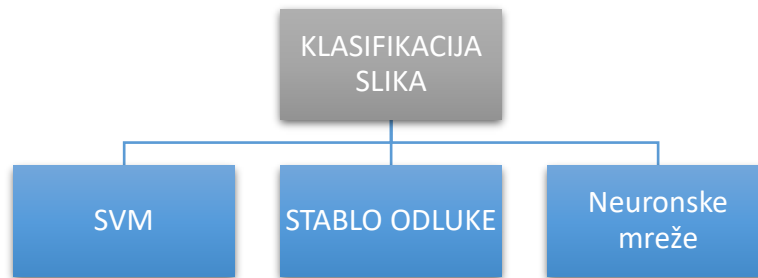 KLASIFIKACIJA
SLIKA
SVM
STABLO ODLUKE
Neuronske
mreže